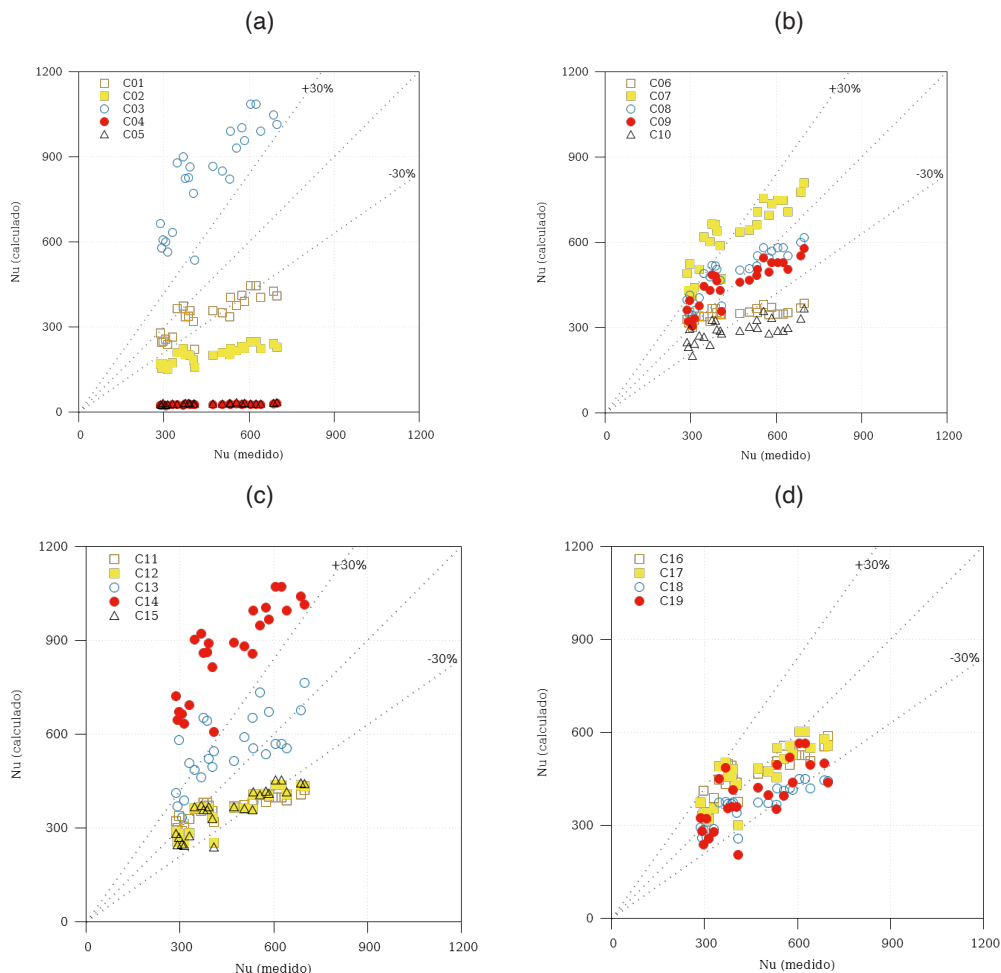 (a)
1200
900
600
300
0
0
300
600
900
1200
Nu (calculado)
Nu (medido)
C01
C02
C03
C04
C05
+30%
-30%
(b)
1200
900
600
300
0
0
300
600
900
1200
Nu (calculado)
Nu (medido)
C06
C07
C08
C09
C10
+30%
-30%
(c)
1200
900
600
300
0
0
300
600
900
1200
Nu (calculado)
Nu (medido)
C11
C12
C13
C14
C15
+30%
-30%
(d)
1200
900
600
300
0
0
300
600
900
1200
Nu (calculado)
Nu (medido)
C16
C17
C18
C19
+30%
-30%